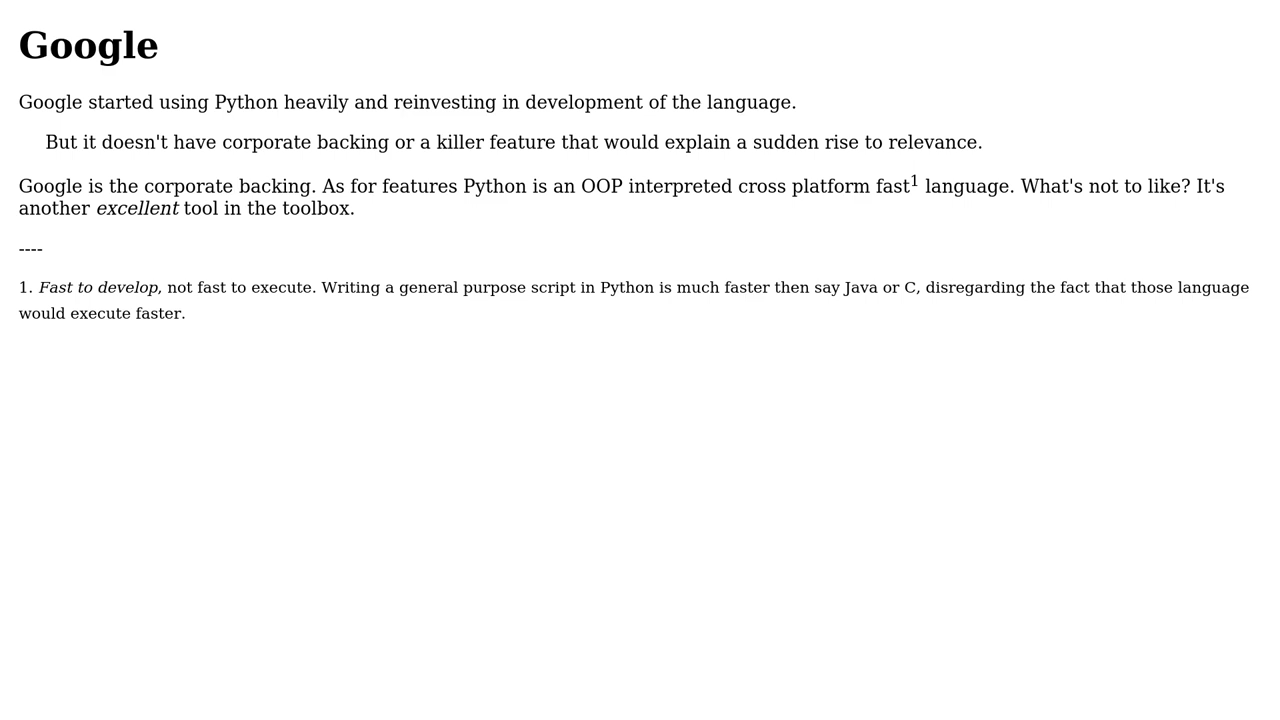 Google
Google started using Python heavily and reinvesting in development of the language.
But it doesn't have corporate backing or a killer feature that would explain a sudden rise to relevance.
Google is the corporate backing. As for features Python is an OOP interpreted cross platform fast1 language. What's not to like? It's
another excellent tool in the toolbox.
----
1. Fast to develop, not fast to execute. Writing a general purpose script in Python is much faster then say Java or C, disregarding the fact that those language
would execute faster.